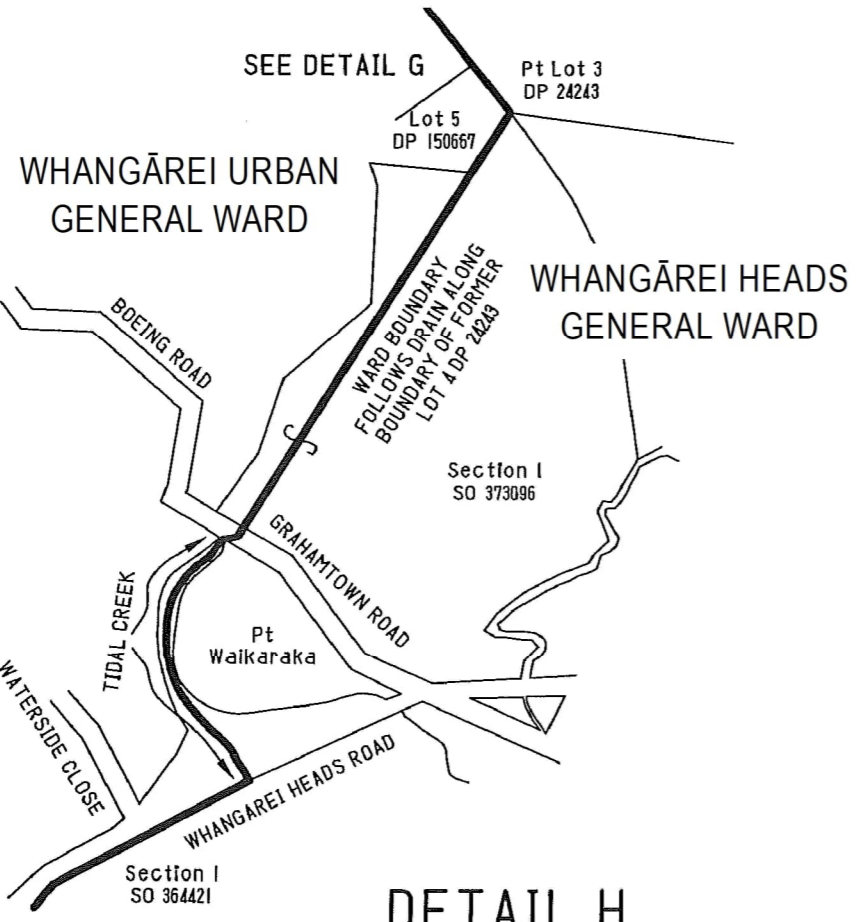 SEE DETAIL G
Pt Lot 3
DP 24243
Lot 5
DP 150667
WHANGĀREI URBAN
GENERAL WARD
WHANGĀREI HEADS
GENERAL WARD
WARD BOUNDARY
FOLLOWS DRAIN ALONG
BOUNDARY OF FORMER
LOT 4 DP 24243
BOEING ROAD
Section 1
SO 373096
GRAHAMTOWN ROAD
TIDAL CREEK
Pt
Waikaraka
WATERSIDE CLOSE
WHANGAREI HEADS ROAD
Section 1
SO 364421
DETAIL H